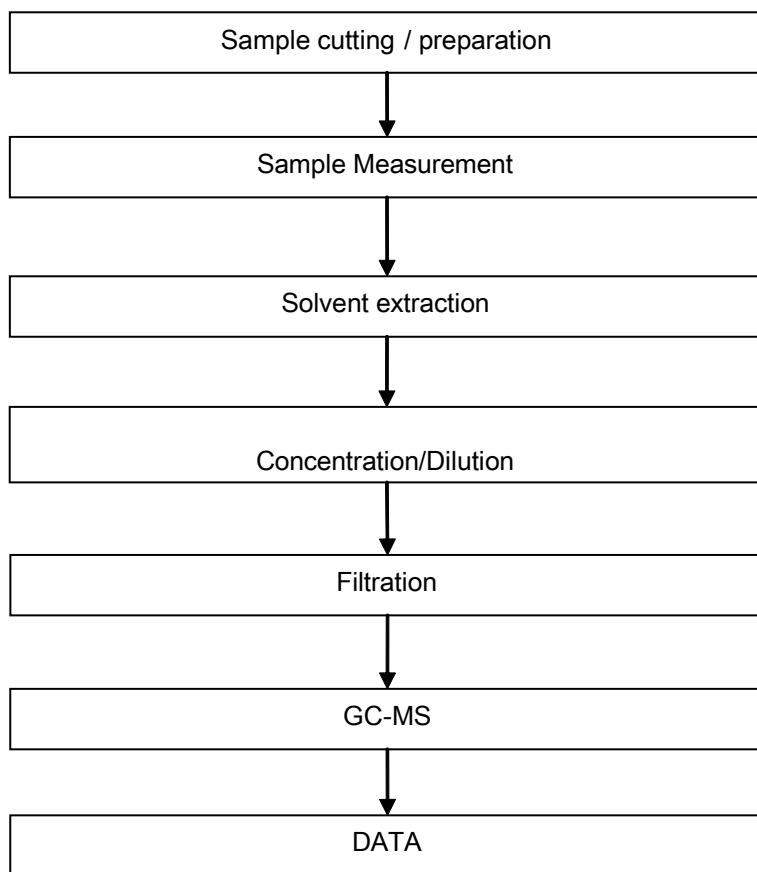 Sample cutting / preparation
Sample Measurement
Solvent extraction
Concentration/Dilution
Filtration
GC-MS
DATA